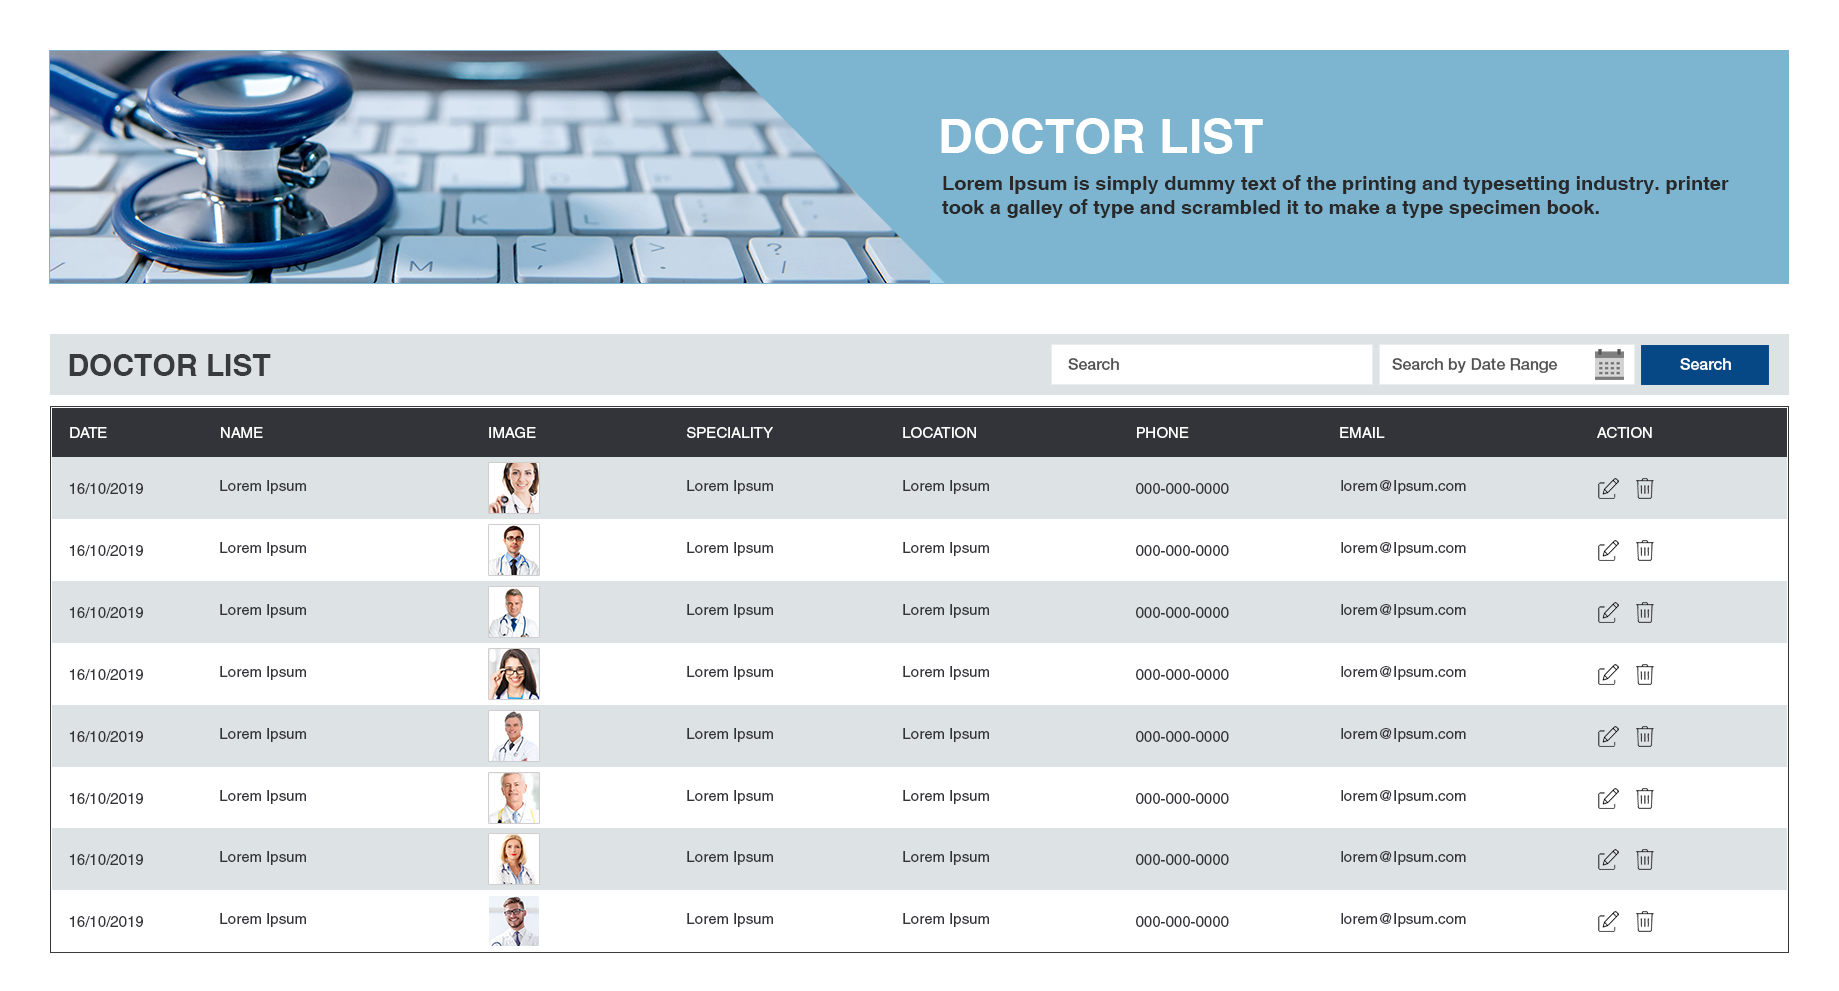 DOCTOR LIST
Lorem Ipsum is simply dummy text of the printing and typesetting industry. printer
took a galley of type and scrambled it to make a type specimen book.
K L
M < , > . ? /
DOCTOR LIST Search Search by Date Range Search
DATE NAME IMAGE SPECIALITY LOCATION PHONE EMAIL ACTION
16/10/2019 Lorem Ipsum Lorem Ipsum Lorem Ipsum 000-000-0000 lorem@Ipsum.com
16/10/2019 Lorem Ipsum Lorem Ipsum Lorem Ipsum 000-000-0000 lorem@Ipsum.com
16/10/2019 Lorem Ipsum Lorem Ipsum Lorem Ipsum 000-000-0000 lorem@Ipsum.com
16/10/2019 Lorem Ipsum Lorem Ipsum Lorem Ipsum 000-000-0000 lorem@Ipsum.com
16/10/2019 Lorem Ipsum Lorem Ipsum Lorem Ipsum 000-000-0000 lorem@Ipsum.com
16/10/2019 Lorem Ipsum Lorem Ipsum Lorem Ipsum 000-000-0000 lorem@Ipsum.com
16/10/2019 Lorem Ipsum Lorem Ipsum Lorem Ipsum 000-000-0000 lorem@Ipsum.com
16/10/2019 Lorem Ipsum Lorem Ipsum Lorem Ipsum 000-000-0000 lorem@Ipsum.com